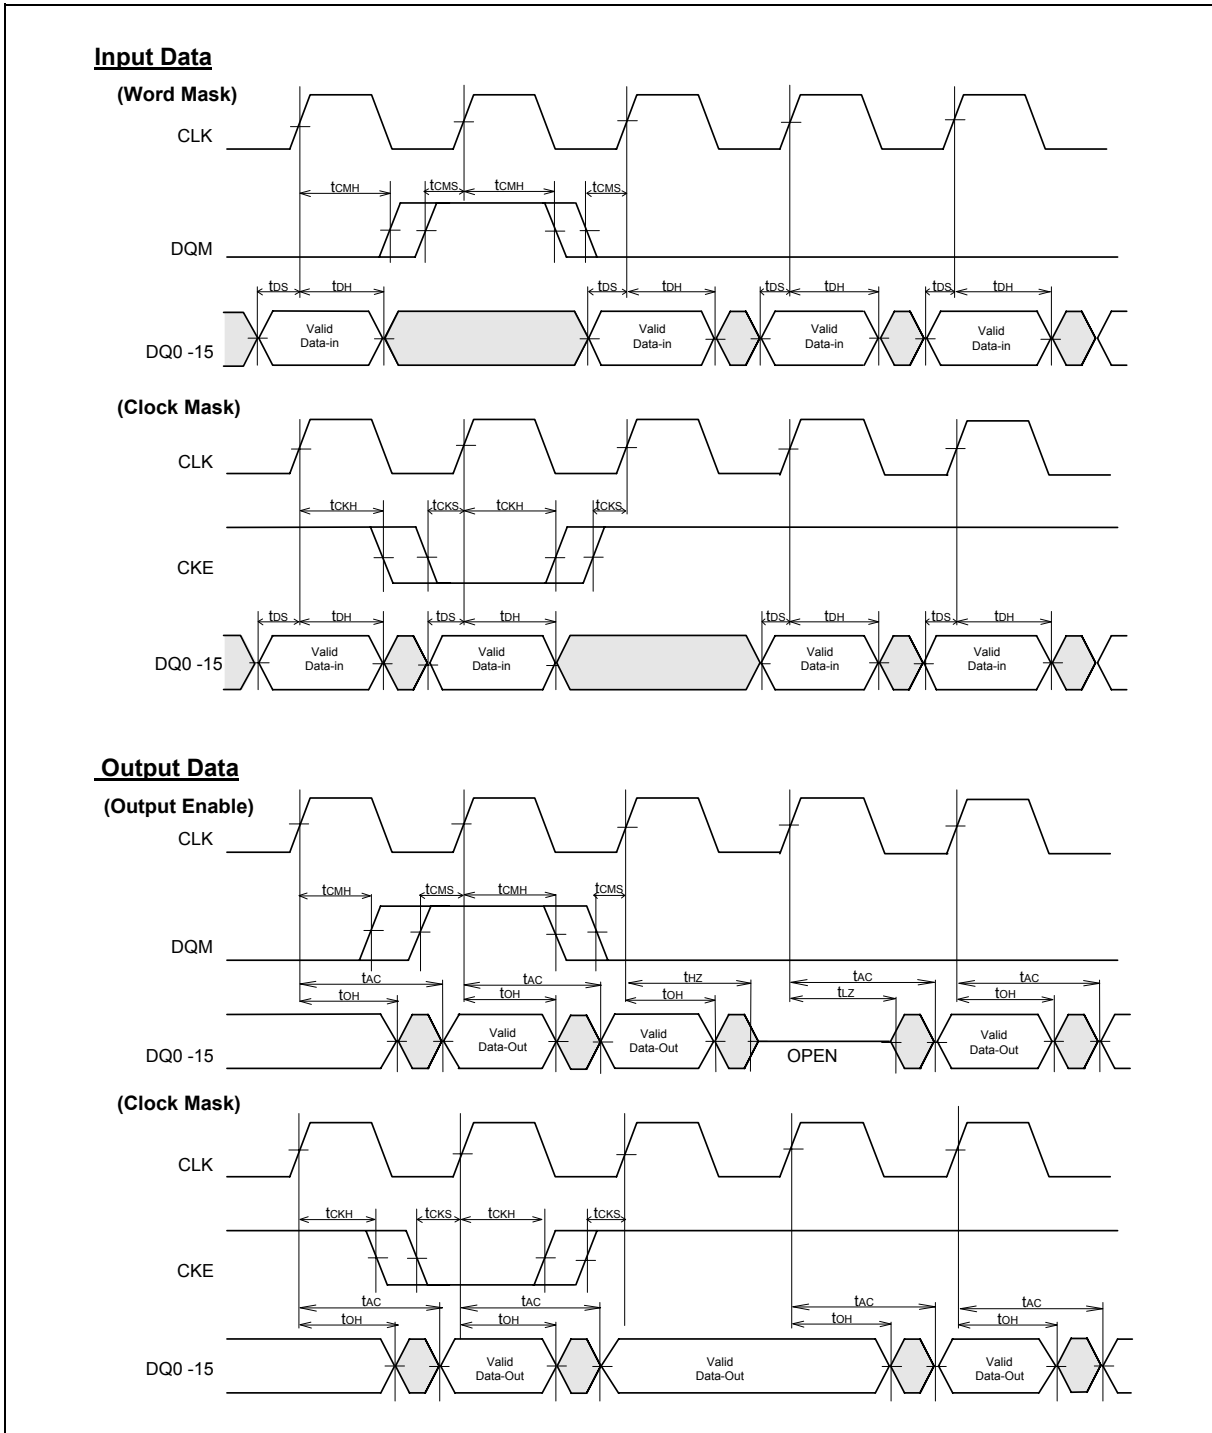 Input Data
(Word Mask)
CLK
tCMH tCMS tCMH tCMS
DQM
tDS tDH tDS tDH tDS tDH tDS tDH
Valid Data-in Valid Data-in Valid Data-in Valid Data-in
DQ0 -15
(Clock Mask)
CLK
tCKH tCKS tCKH tCKS
CKE
tDS tDH tDS tDH tDS tDH tDS tDH
Valid Data-in Valid Data-in Valid Data-in Valid Data-in
DQ0 -15
Output Data
(Output Enable)
CLK
tCMH tCMS tCMH tCMS
DQM
tAC tAC tHZ tAC tAC
tOH tOH tOH tLZ tOH
Valid Data-Out Valid Data-Out Valid Data-Out
DQ0 -15 OPEN
(Clock Mask)
CLK
tCKH tCKS tCKH tCKS
CKE
tAC tAC tAC tAC
tOH tOH tOH tOH
Valid Data-Out Valid Data-Out Valid Data-Out
DQ0 -15